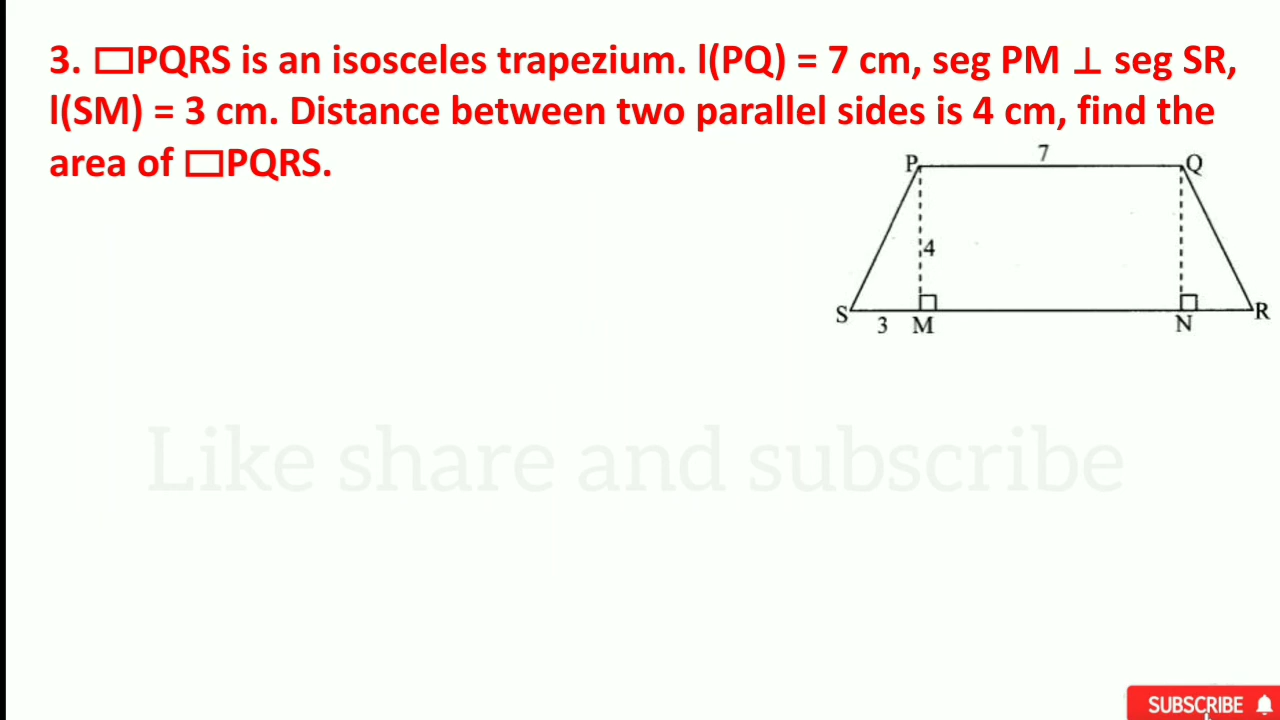 3. □PQRS is an isosceles trapezium. l(PQ) = 7 cm, seg PM ⊥ seg SR,
l(SM) = 3 cm. Distance between two parallel sides is 4 cm, find the
area of □PQRS.
P 7 Q
4
S 3 M N R
Like share and subscribe
SUBSCRIBE